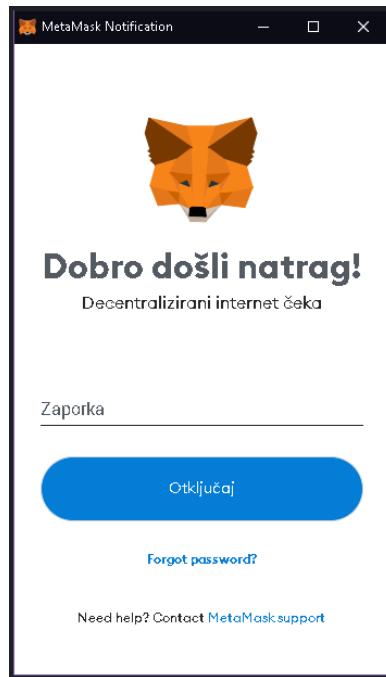 MetaMask Notification
Dobro došli natrag!
Decentralizirani internet čeka
Zaporka
Otključaj
Forgot password?
Need help? Contact MetaMask support